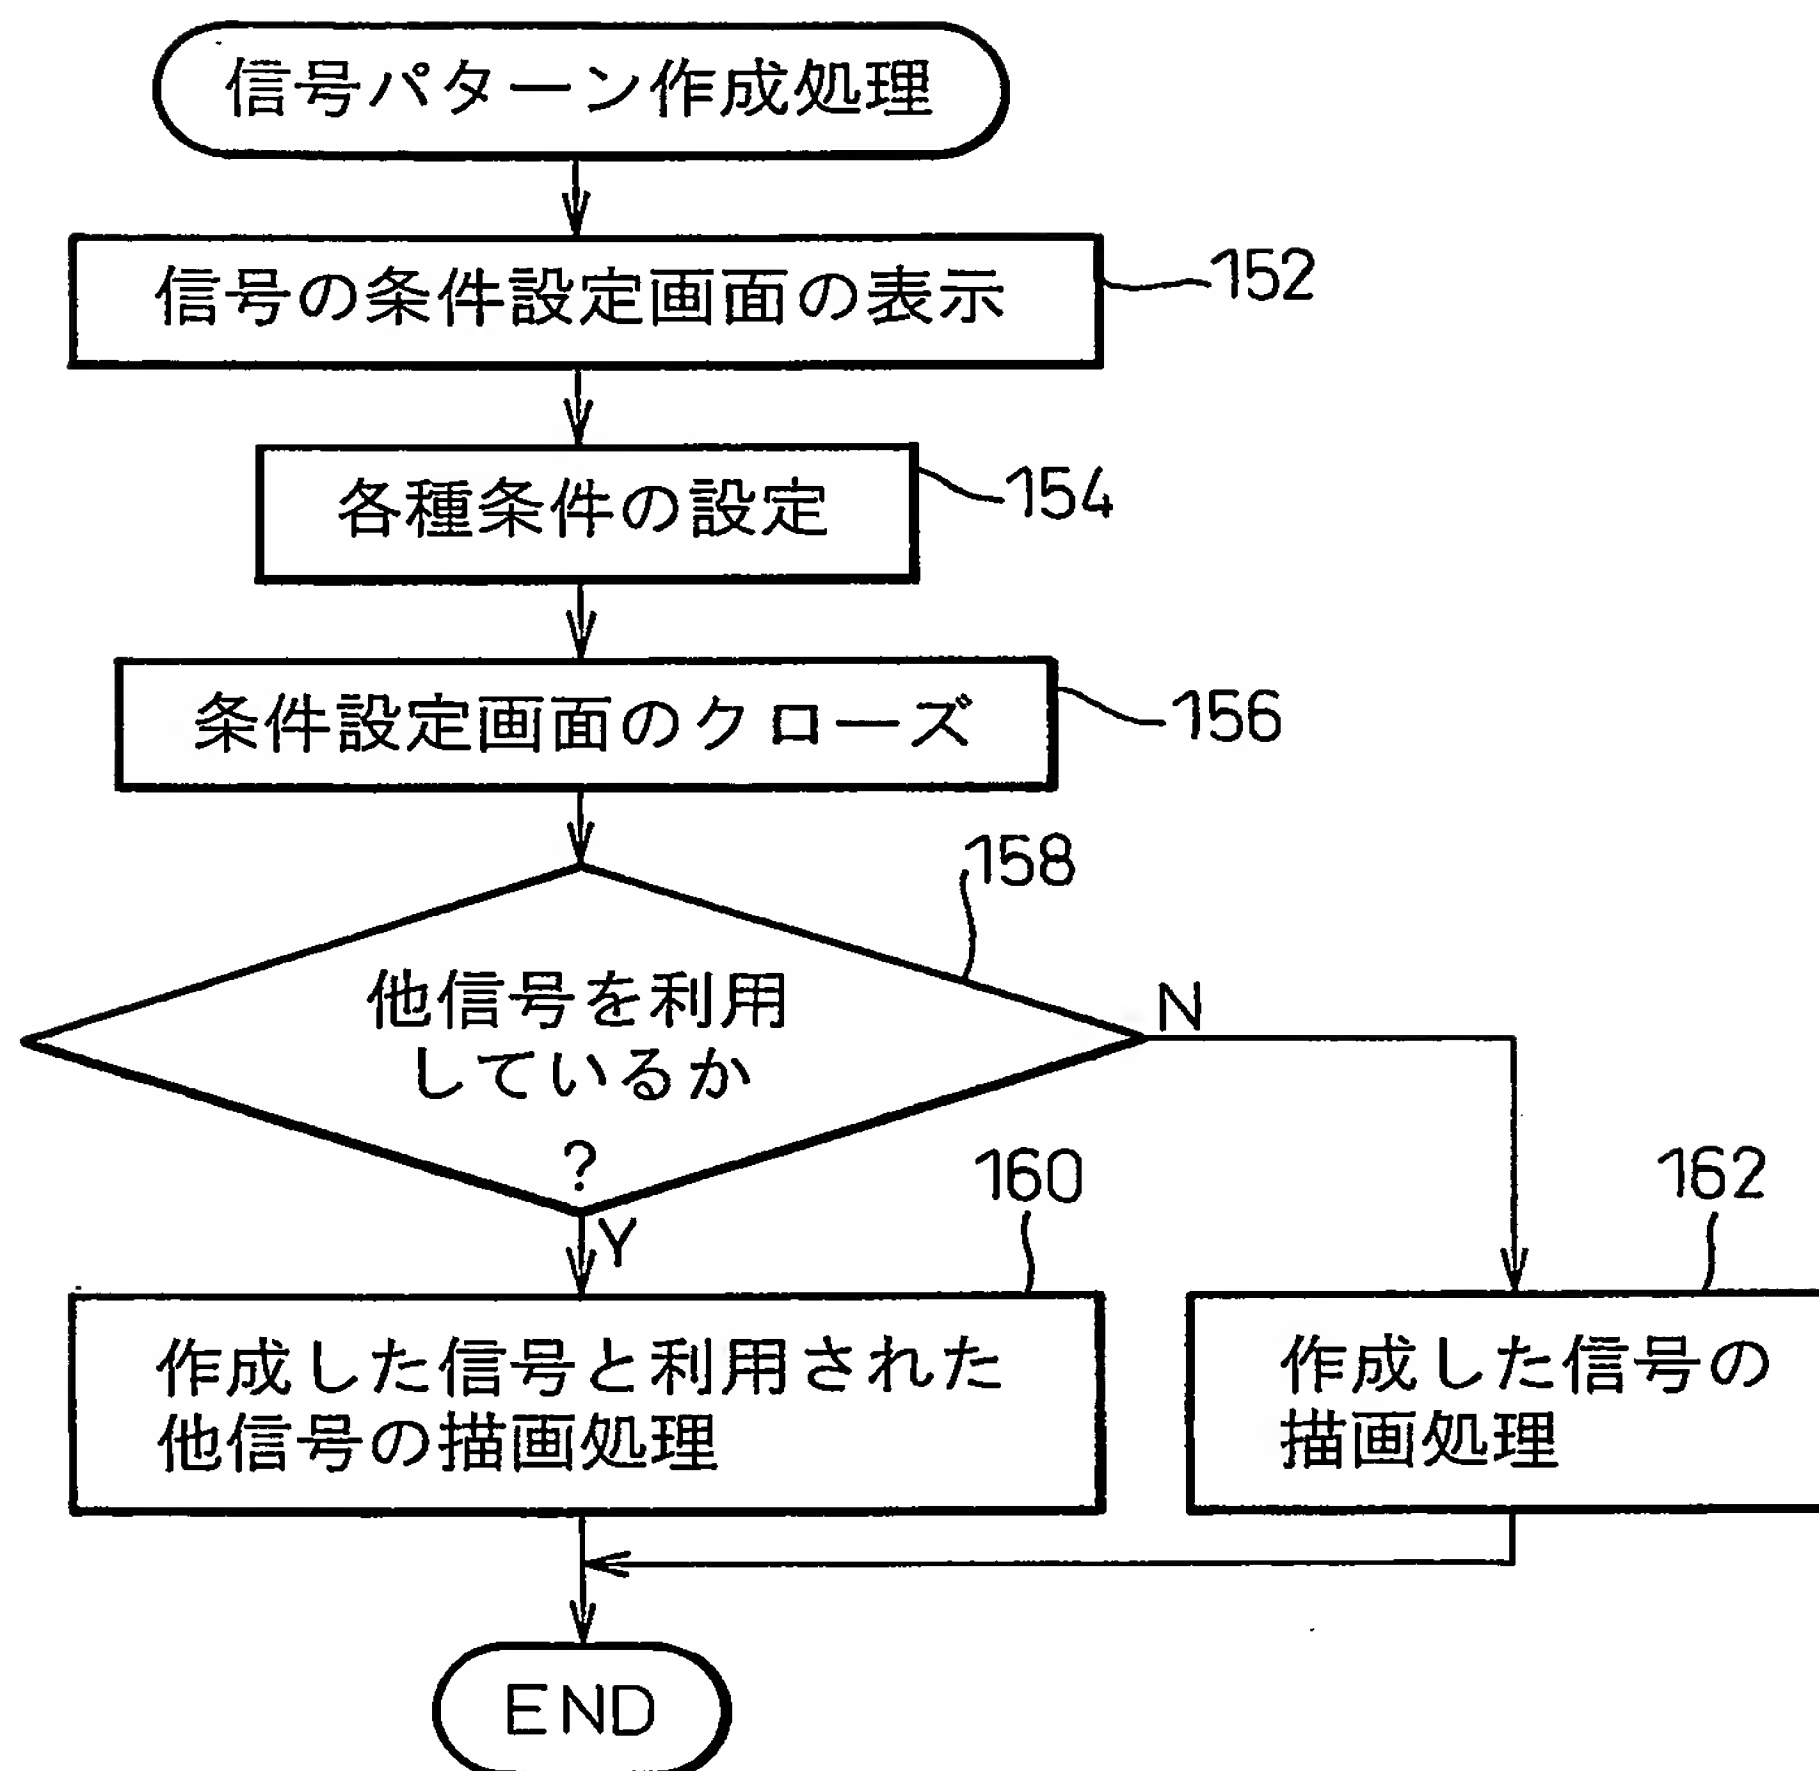 信号パターン作成処理
信号の条件設定画面の表示
152
各種条件の設定
154
条件設定画面のクローズ
156
158
他信号を利用
しているか
?
N
Y
160
作成した信号と利用された
他信号の描画処理
162
作成した信号の
描画処理
END